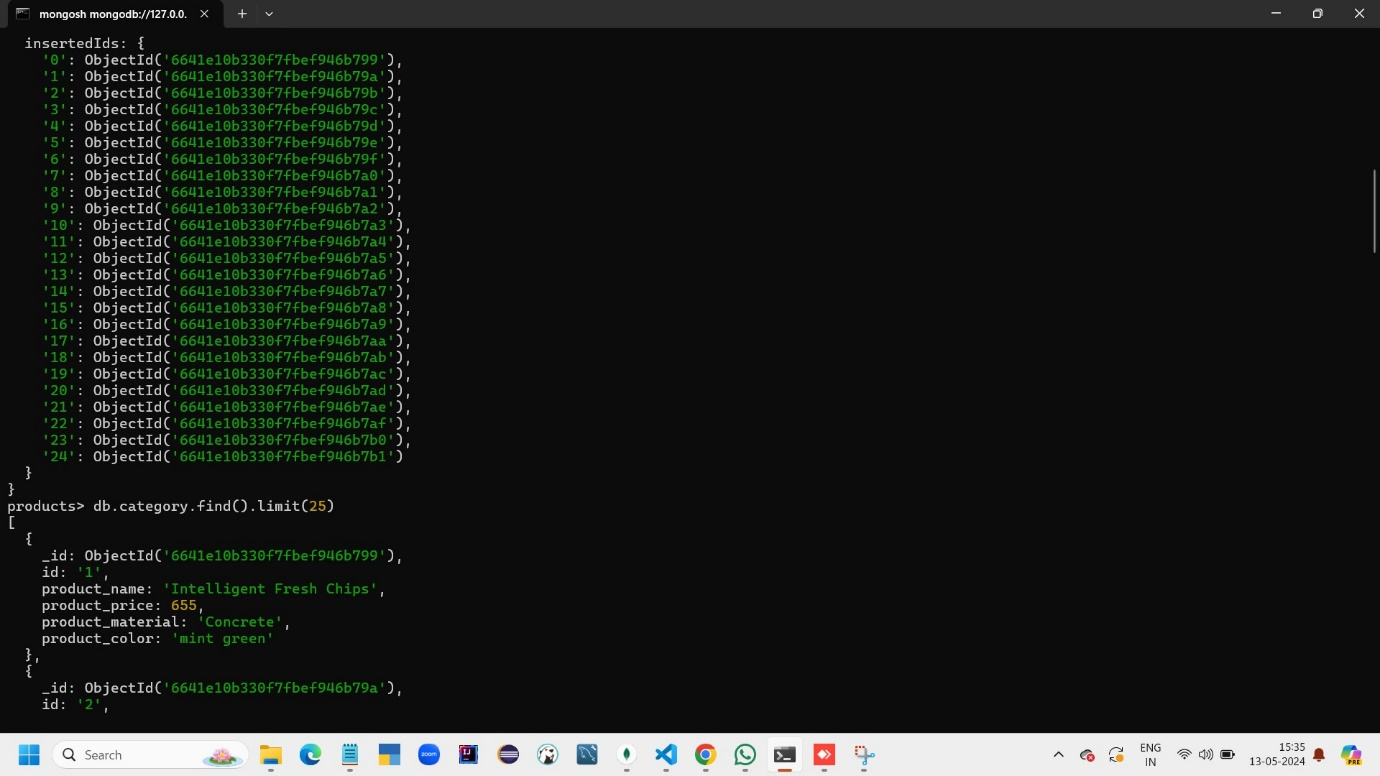 mongosh mongodb://127.0.0.
insertedIds: {
'0': ObjectId('6641e10b330f7fbef946b799'),
'1': ObjectId('6641e10b330f7fbef946b79a'),
'2': ObjectId('6641e10b330f7fbef946b79b'),
'3': ObjectId('6641e10b330f7fbef946b79c'),
'4': ObjectId('6641e10b330f7fbef946b79d'),
'5': ObjectId('6641e10b330f7fbef946b79e'),
'6': ObjectId('6641e10b330f7fbef946b79f'),
'7': ObjectId('6641e10b330f7fbef946b7a0'),
'8': ObjectId('6641e10b330f7fbef946b7a1'),
'9': ObjectId('6641e10b330f7fbef946b7a2'),
'10': ObjectId('6641e10b330f7fbef946b7a3'),
'11': ObjectId('6641e10b330f7fbef946b7a4'),
'12': ObjectId('6641e10b330f7fbef946b7a5'),
'13': ObjectId('6641e10b330f7fbef946b7a6'),
'14': ObjectId('6641e10b330f7fbef946b7a7'),
'15': ObjectId('6641e10b330f7fbef946b7a8'),
'16': ObjectId('6641e10b330f7fbef946b7a9'),
'17': ObjectId('6641e10b330f7fbef946b7aa'),
'18': ObjectId('6641e10b330f7fbef946b7ab'),
'19': ObjectId('6641e10b330f7fbef946b7ac'),
'20': ObjectId('6641e10b330f7fbef946b7ad'),
'21': ObjectId('6641e10b330f7fbef946b7ae'),
'22': ObjectId('6641e10b330f7fbef946b7af'),
'23': ObjectId('6641e10b330f7fbef946b7b0'),
'24': ObjectId('6641e10b330f7fbef946b7b1')
}
}
products> db.category.find().limit(25)
[
{
_id: ObjectId('6641e10b330f7fbef946b799'),
id: '1',
product_name: 'Intelligent Fresh Chips',
product_price: 655,
product_material: 'Concrete',
product_color: 'mint green'
},
{
_id: ObjectId('6641e10b330f7fbef946b79a'),
id: '2',
Search
zoom
ENG
IN
15:35
13-05-2024
PRE